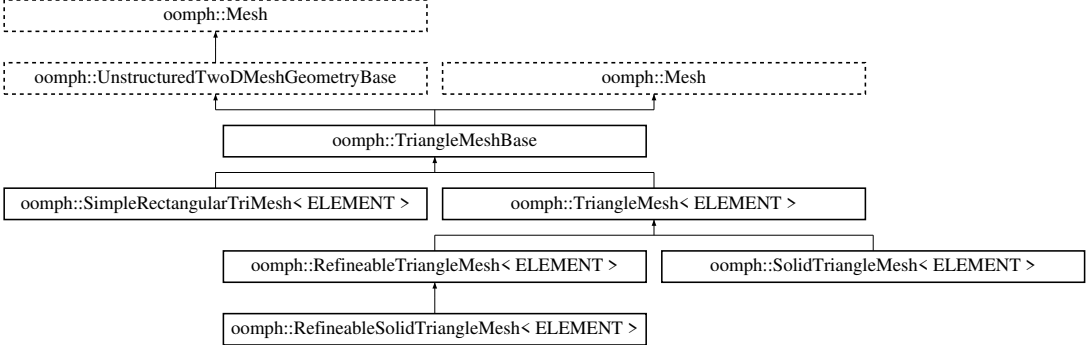 oomph::Mesh
oomph::UnstructuredTwoDMeshGeometryBase
oomph::Mesh
oomph::TriangleMeshBase
oomph::SimpleRectangularTriMesh< ELEMENT >
oomph::TriangleMesh< ELEMENT >
oomph::RefineableTriangleMesh< ELEMENT >
oomph::SolidTriangleMesh< ELEMENT >
oomph::RefineableSolidTriangleMesh< ELEMENT >